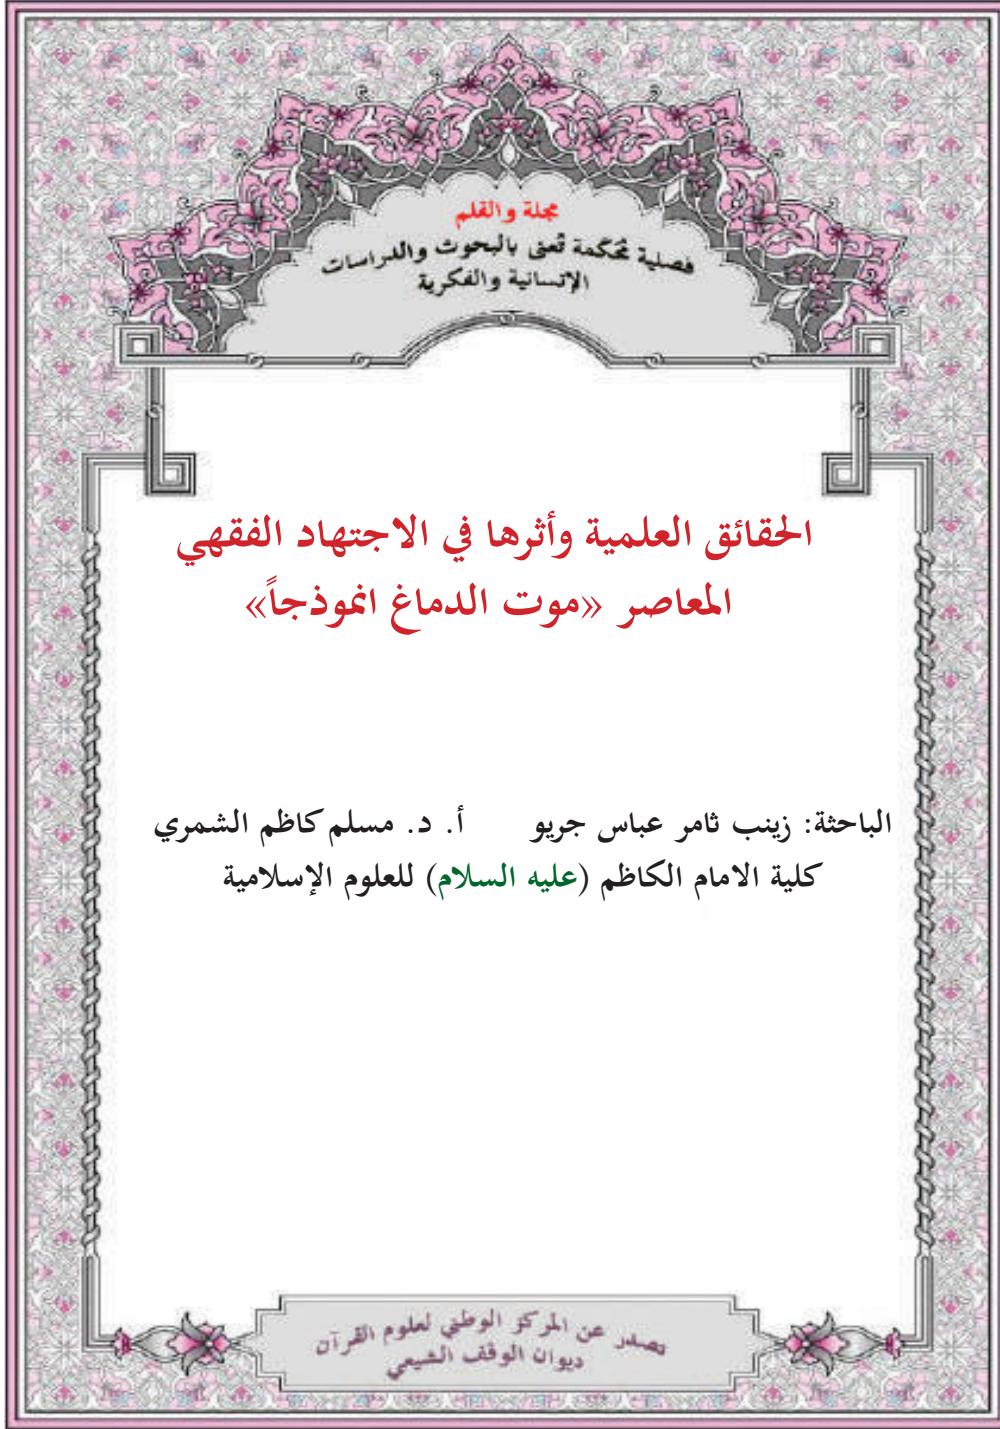 مجلة والقلم
فصلية مُحَكّمة تُعنى بالبحوث والدراسات
الإنسانية والفكرية
الحقائق العلمية وأثرها في الاجتهاد الفقهي
المعاصر «موت الدماغ انموذجاً»
الباحثة: زينب ثامر عباس جريو أ. د. مسلم كاظم الشمري
كلية الامام الكاظم (عليه السلام) للعلوم الإسلامية
تصدر عن المركز الوطني لعلوم القرآن
ديوان الوقف الشيعي